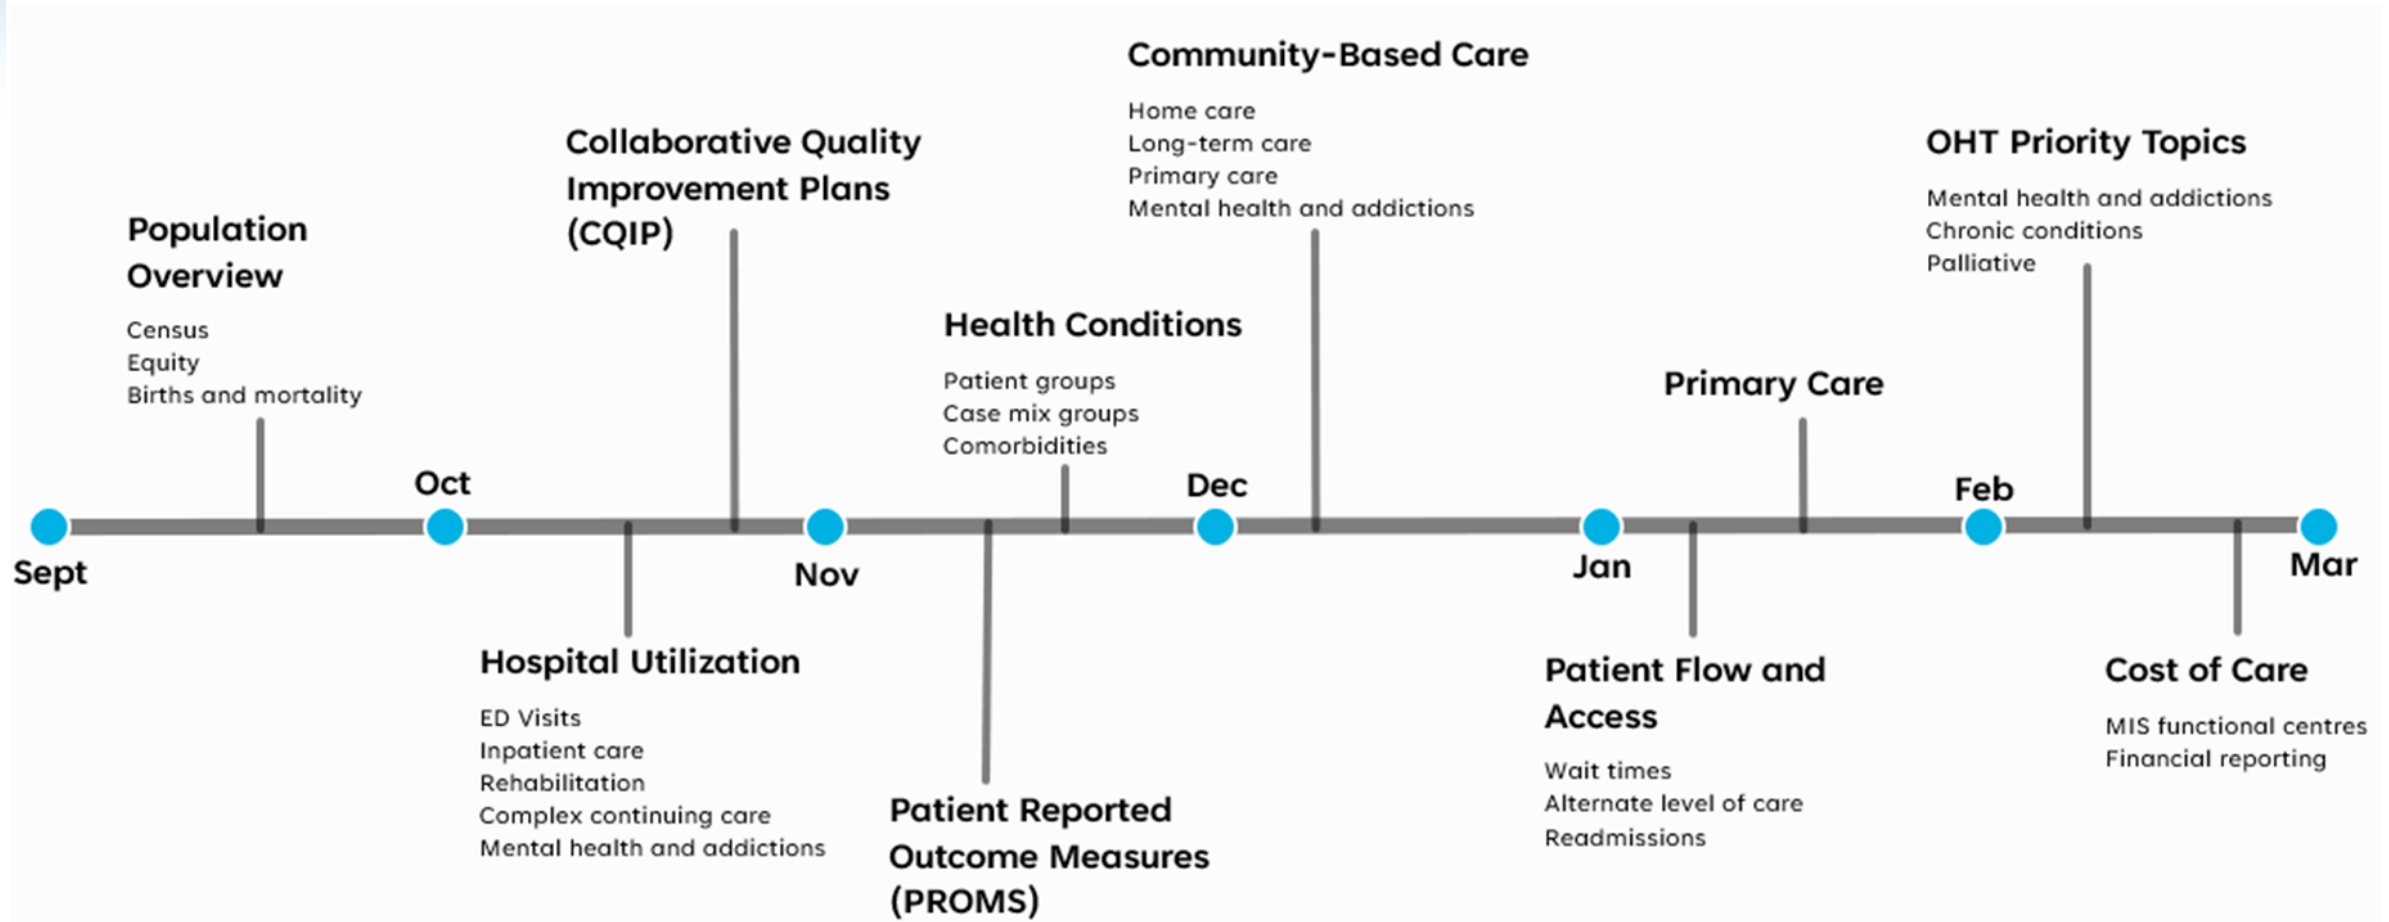 Community-Based Care
Home care
Long-term care
Primary care
Mental health and addictions
Collaborative Quality
Improvement Plans
(CQIP)
OHT Priority Topics
Mental health and addictions
Chronic conditions
Palliative
Population
Overview
Census
Equity
Births and mortality
Health Conditions
Patient groups
Case mix groups
Comorbidities
Primary Care
Sept
Oct
Nov
Dec
Jan
Feb
Mar
Hospital Utilization
ED Visits
Inpatient care
Rehabilitation
Complex continuing care
Mental health and addictions
Patient Reported
Outcome Measures
(PROMS)
Patient Flow and
Access
Wait times
Alternate level of care
Readmissions
Cost of Care
MIS functional centres
Financial reporting